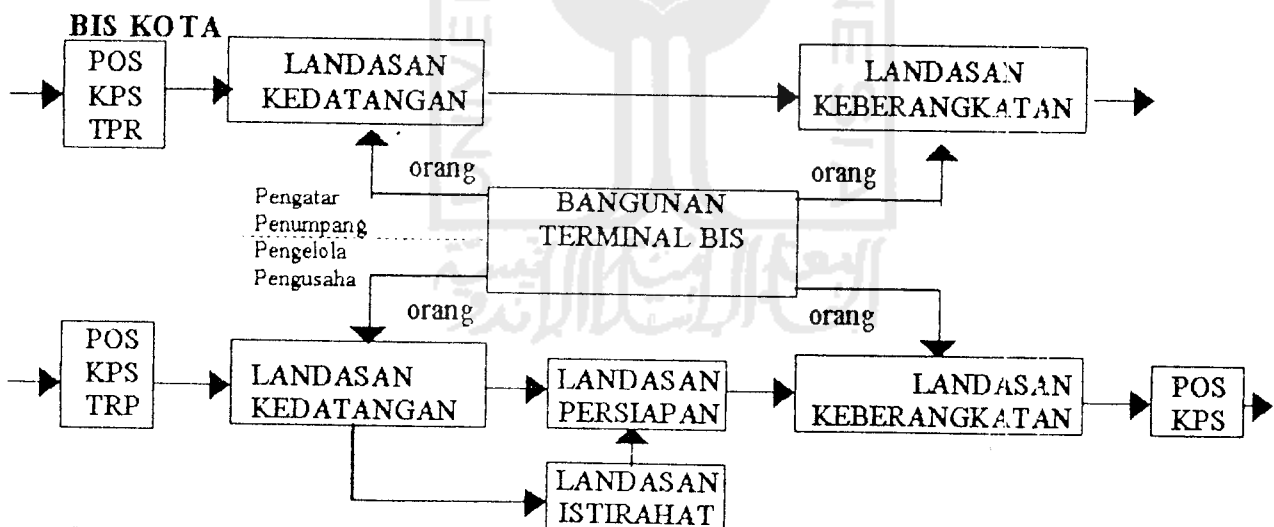 BIS KOTA
POS
KPS
TPR
LANDASAN
KEDATANGAN
LANDASAN
KEBERANGKATAN
orang
orang
Pengatar
Penumpang
Pengelola
Pengusaha
BANGUNAN
TERMINAL BIS
orang
orang
POS
KPS
TRP
LANDASAN
KEDATANGAN
LANDASAN
PERSIAPAN
LANDASAN
KEBERANGKATAN
POS
KPS
LANDASAN
ISTIRAHAT